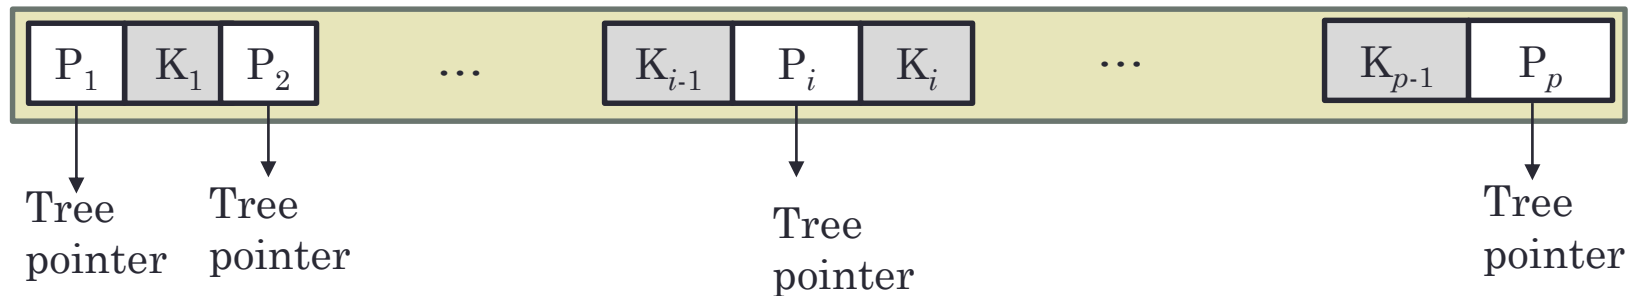 P₁ K₁ P₂ ... Kᵢ₋₁ Pᵢ Kᵢ ... Kₚ₋₁ Pₚ
Tree pointer
Tree pointer
Tree pointer
Tree pointer